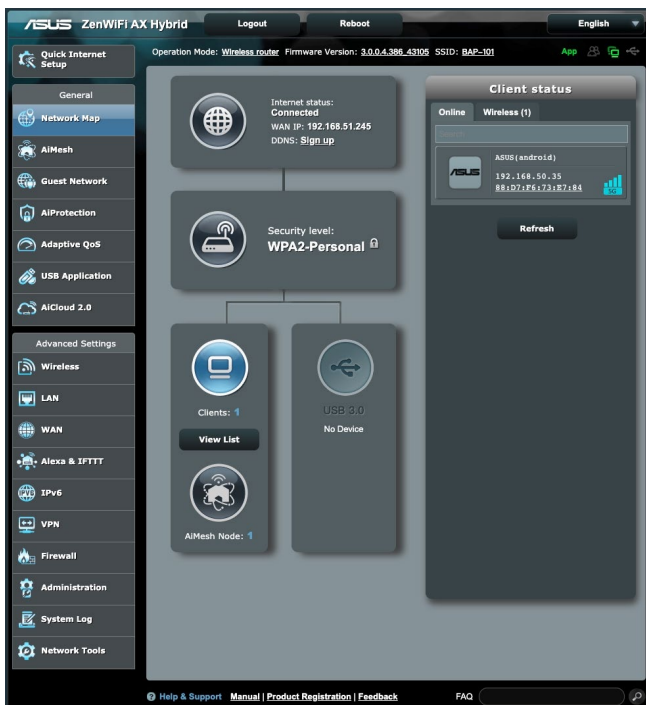 ASUS ZenWiFi AX Hybrid
Logout
Reboot
English
Quick Internet
Setup
Operation Mode: Wireless router Firmware Version: 3.0.0.4.386_43105 SSID: BAP-101
App
General
Network Map
AiMesh
Guest Network
AiProtection
Adaptive QoS
USB Application
AiCloud 2.0
Advanced Settings
Wireless
LAN
WAN
Alexa & IFTTT
IPv6
VPN
Firewall
Administration
System Log
Network Tools
Internet status:
Connected
WAN IP: 192.168.51.245
DDNS: Sign up
Security level:
WPA2-Personal
Clients: 1
View List
AiMesh Node: 1
USB 3.0
No Device
Client status
Online Wireless (1)
Search
ASUS
ASUS(android)
192.168.50.35
88:D7:F6:73:E7:84
5G
Refresh
Help & Support Manual | Product Registration | Feedback
FAQ